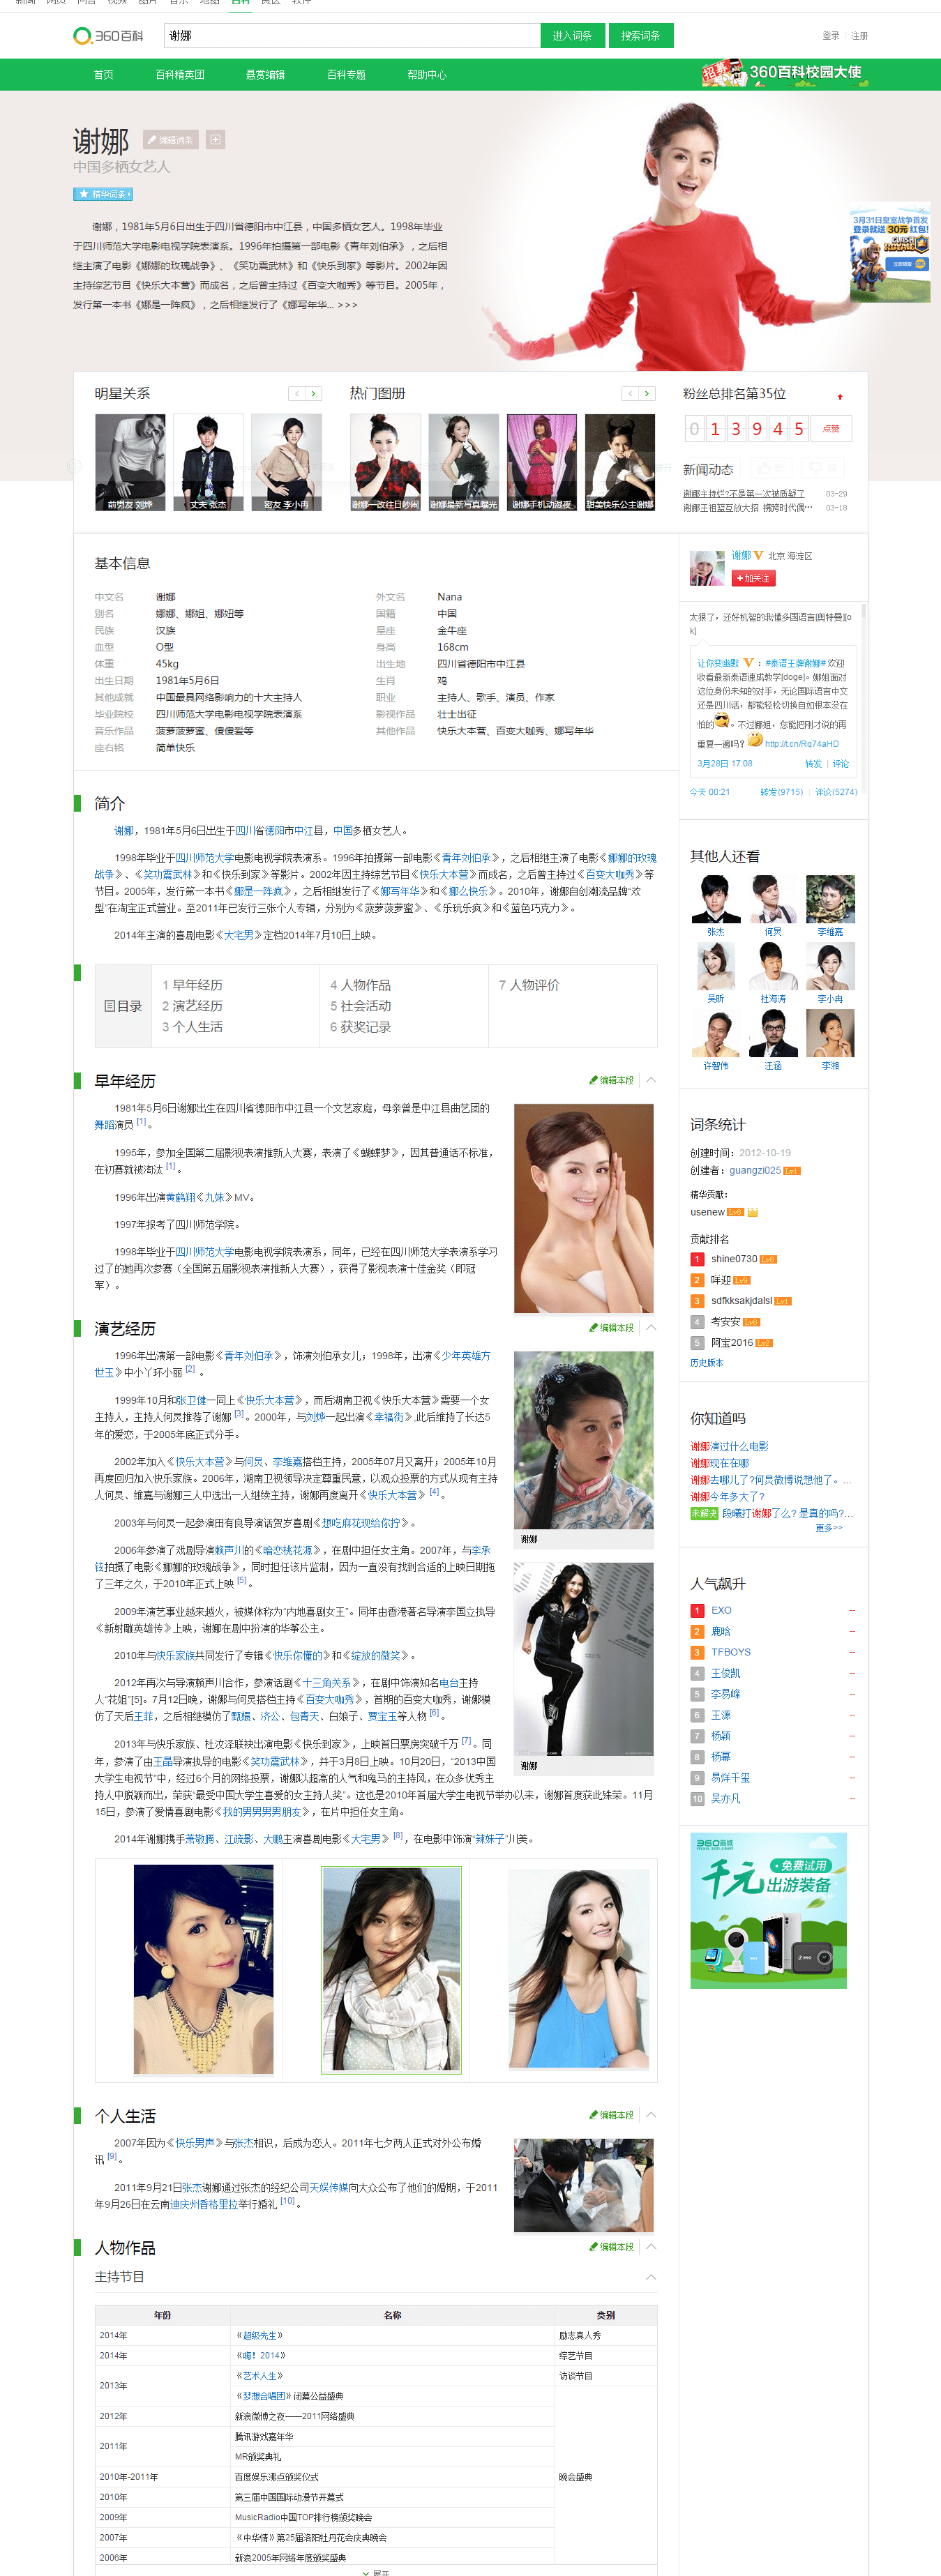 新闻 网页 问答 视频 图片 音乐 地图 百科 良医 软件
360百科
谢娜
进入词条
搜索词条
登录 注册
首页 百科精英团 悬赏编辑 百科专题 帮助中心
招募 360百科校园大使
谢娜
编辑词条
中国多栖女艺人
精华词条
谢娜，1981年5月6日出生于四川省德阳市中江县，中国多栖女艺人。1998年毕业
于四川师范大学电影电视学院表演系。1996年拍摄第一部电影《青年刘伯承》，之后相
继主演了电影《娜娜的玫瑰战争》、《笑功震武林》和《快乐到家》等影片。2002年因
主持综艺节目《快乐大本营》而成名，之后曾主持过《百变大咖秀》等节目。2005年，
发行第一本书《娜是一阵疯》，之后相继发行了《娜写年华... >>>
3月31日皇室战争首发
登录就送 30元 红包!
CLASH ROYALE
明星关系
前男友 刘烨
丈夫 张杰
密友 李小冉
热门图册
谢娜一改往日吵闹
谢娜最新写真曝光
谢娜手机动漫夜
甜美快乐公主谢娜
粉丝总排名第35位
0 1 3 9 4 5 点赞
新闻动态
谢娜主持烂?不是第一次被质疑了 03-29
谢娜王祖蓝互放大招 携跨时代偶… 03-18
基本信息
中文名 谢娜 外文名 Nana
别名 娜娜、娜姐、娜妞等 国籍 中国
民族 汉族 星座 金牛座
血型 O型 身高 168cm
体重 45kg 出生地 四川省德阳市中江县
出生日期 1981年5月6日 生肖 鸡
其他成就 中国最具网络影响力的十大主持人 职业 主持人、歌手、演员、作家
毕业院校 四川师范大学电影电视学院表演系 影视作品 壮士出征
音乐作品 菠萝菠萝蜜、傻傻爱等 其他作品 快乐大本营、百变大咖秀、娜写年华
座右铭 简单快乐
谢娜 北京 海淀区
+加关注
太狠了，还好机智的我懂多国语言[奥特曼][o
k]
让你变幽默 ：#泰语王牌谢娜# 欢迎
收看最新泰语速成教学[doge]。娜姐面对
这位身份未知的对手，无论国际语言中文
还是四川话，都能轻松切换自如根本没在
怕的。不过娜姐，您能把刚才说的再
重复一遍吗? http://t.cn/Rq74aHD
3月28日 17:08 转发 | 评论
今天 00:21 转发(9715) | 评论(5274)
简介
谢娜，1981年5月6日出生于四川省德阳市中江县，中国多栖女艺人。
1998年毕业于四川师范大学电影电视学院表演系。1996年拍摄第一部电影《青年刘伯承》，之后相继主演了电影《娜娜的玫瑰
战争》、《笑功震武林》和《快乐到家》等影片。2002年因主持综艺节目《快乐大本营》而成名，之后曾主持过《百变大咖秀》等
节目。2005年，发行第一本书《娜是一阵疯》，之后相继发行了《娜写年华》和《娜么快乐》。2010年，谢娜自创潮流品牌“欢
型”在淘宝正式营业。至2011年已发行三张个人专辑，分别为《菠萝菠萝蜜》、《乐玩乐疯》和《蓝色巧克力》。
2014年主演的喜剧电影《大宅男》定档2014年7月10日上映。
目录
1 早年经历
2 演艺经历
3 个人生活
4 人物作品
5 社会活动
6 获奖记录
7 人物评价
其他人还看
张杰 何炅 李维嘉
吴昕 杜海涛 李小冉
许智伟 汪涵 李湘
早年经历
编辑本段
1981年5月6日谢娜出生在四川省德阳市中江县一个文艺家庭，母亲曾是中江县曲艺团的
舞蹈演员 [1] 。
1995年，参加全国第二届影视表演推新人大赛，表演了《蝴蝶梦》，因其普通话不标准，
在初赛就被淘汰 [1] 。
1996年出演黄鹤翔《九妹》MV。
1997年报考了四川师范学院。
1998年毕业于四川师范大学电影电视学院表演系，同年，已经在四川师范大学表演系学习
过了的她再次参赛（全国第五届影视表演推新人大赛），获得了影视表演十佳金奖（即冠
军）。
词条统计
创建时间：2012-10-19
创建者：guangzi025 Lv1
精华贡献：
usenew Lv8
贡献排名
1 shine0730
2 咩迎 Lv9
3 sdfkksakjdalsl Lv1
4 考安安
5 阿宝2016 Lv2
历史版本
演艺经历
编辑本段
1996年出演第一部电影《青年刘伯承》，饰演刘伯承女儿；1998年，出演《少年英雄方
世玉》中小丫环小丽 [2] 。
1999年10月和张卫健一同上《快乐大本营》，而后湖南卫视《快乐大本营》需要一个女
主持人，主持人何炅推荐了谢娜 [3] 。2000年，与刘烨一起出演《幸福街》,此后维持了长达5
年的爱恋，于2005年底正式分手。
2002年加入《快乐大本营》与何炅、李维嘉搭档主持，2005年07月又离开，2005年10月
再度回归加入快乐家族。2006年，湖南卫视领导决定尊重民意，以观众投票的方式从现有主持
人何炅、维嘉与谢娜三人中选出一人继续主持，谢娜再度离开《快乐大本营》 [4] 。
2003年与何炅一起参演田有良导演话贺岁喜剧《想吃麻花现给你拧》。
2006年参演了戏剧导演赖声川的《暗恋桃花源》，在剧中担任女主角。2007年，与李承
铉拍摄了电影《娜娜的玫瑰战争》，同时担任该片监制，因为一直没有找到合适的上映日期拖
了三年之久，于2010年正式上映 [5] 。
2009年演艺事业越来越火，被媒体称为“内地喜剧女王”。同年由香港著名导演李国立执导
《新射雕英雄传》上映，谢娜在剧中扮演的华筝公主。
2010年与快乐家族共同发行了专辑《快乐你懂的》和《绽放的微笑》。
2012年再次与导演赖声川合作，参演话剧《十三角关系》，在剧中饰演知名电台主持
人“花姐”[5]。7月12日晚，谢娜与何炅搭档主持《百变大咖秀》，首期的百变大咖秀，谢娜模
仿了天后王菲，之后相继模仿了甄嬛、济公、包青天、白娘子、贾宝玉等人物 [6] 。
2013年与快乐家族、杜汶泽联袂出演电影《快乐到家》，上映首日票房突破千万 [7] 。同
年，参演了由王晶导演执导的电影《笑功震武林》，并于3月8日上映。10月20日，“2013中国
大学生电视节”中，经过6个月的网络投票，谢娜以超高的人气和鬼马的主持风，在众多优秀主
持人中脱颖而出，荣获“最受中国大学生喜爱的女主持人奖”。这也是2010年首届大学生电视节举办以来，谢娜首度获此殊荣。11月
15日，参演了爱情喜剧电影《我的男男男男朋友》，在片中担任女主角。
2014年谢娜携手萧敬腾、江疏影、大鹏主演喜剧电影《大宅男》 [8] ，在电影中饰演“辣妹子”川美。
谢娜
谢娜
你知道吗
谢娜演过什么电影
谢娜现在在哪
谢娜去哪儿了?何炅微博说想他了。...
谢娜今年多大了?
未解决 段曦打谢娜了么? 是真的吗?...
更多>>
人气飙升
1 EXO --
2 鹿晗 --
3 TFBOYS --
4 王俊凯 --
5 李易峰 --
6 王源 --
7 杨颖 --
8 杨幂 --
9 易烊千玺 --
10 吴亦凡 --
360商城
千元 免费试用
出游装备
个人生活
编辑本段
2007年因为《快乐男声》与张杰相识，后成为恋人。2011年七夕两人正式对外公布婚
讯 [9] 。
2011年9月21日张杰谢娜通过张杰的经纪公司天娱传媒向大众公布了他们的婚期，于2011
年9月26日在云南迪庆州香格里拉举行婚礼 [10] 。
人物作品
编辑本段
主持节目
年份 名称 类别
2014年 《超级先生》 励志真人秀
2014年 《嗨！2014》 综艺节目
2013年 《艺术人生》 访谈节目
《梦想合唱团》闭幕公益盛典
2012年 新浪微博之夜——2011网络盛典
2011年 腾讯游戏嘉年华
MR颁奖典礼
2010年-2011年 百度娱乐沸点颁奖仪式 晚会盛典
2010年 第三届中国国际动漫节开幕式
2009年 MusicRadio中国TOP排行榜颁奖晚会
2007年 《中华情》第25届洛阳牡丹花会庆典晚会
2006年 新浪2005年网络年度颁奖盛典
展开